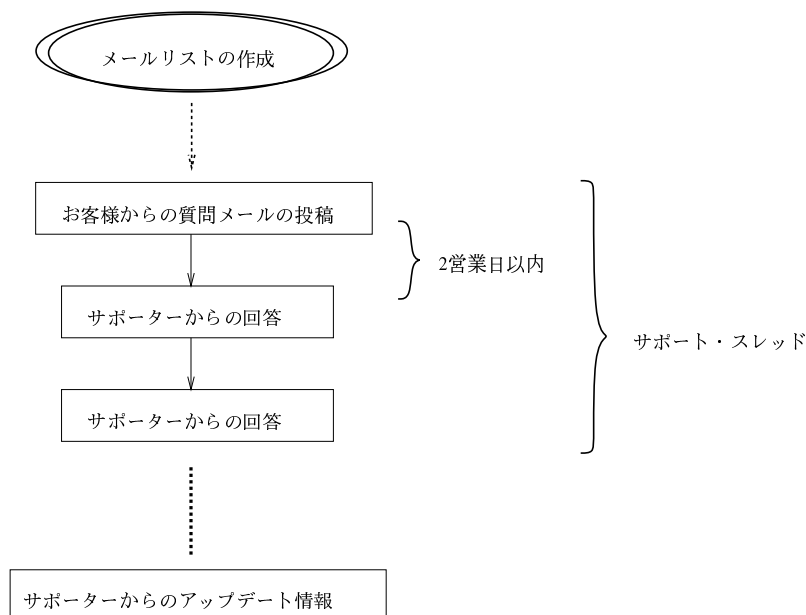 メールリストの作成
お客様からの質問メールの投稿
2営業日以内
サポーターからの回答
サポート・スレッド
サポーターからの回答
サポーターからのアップデート情報